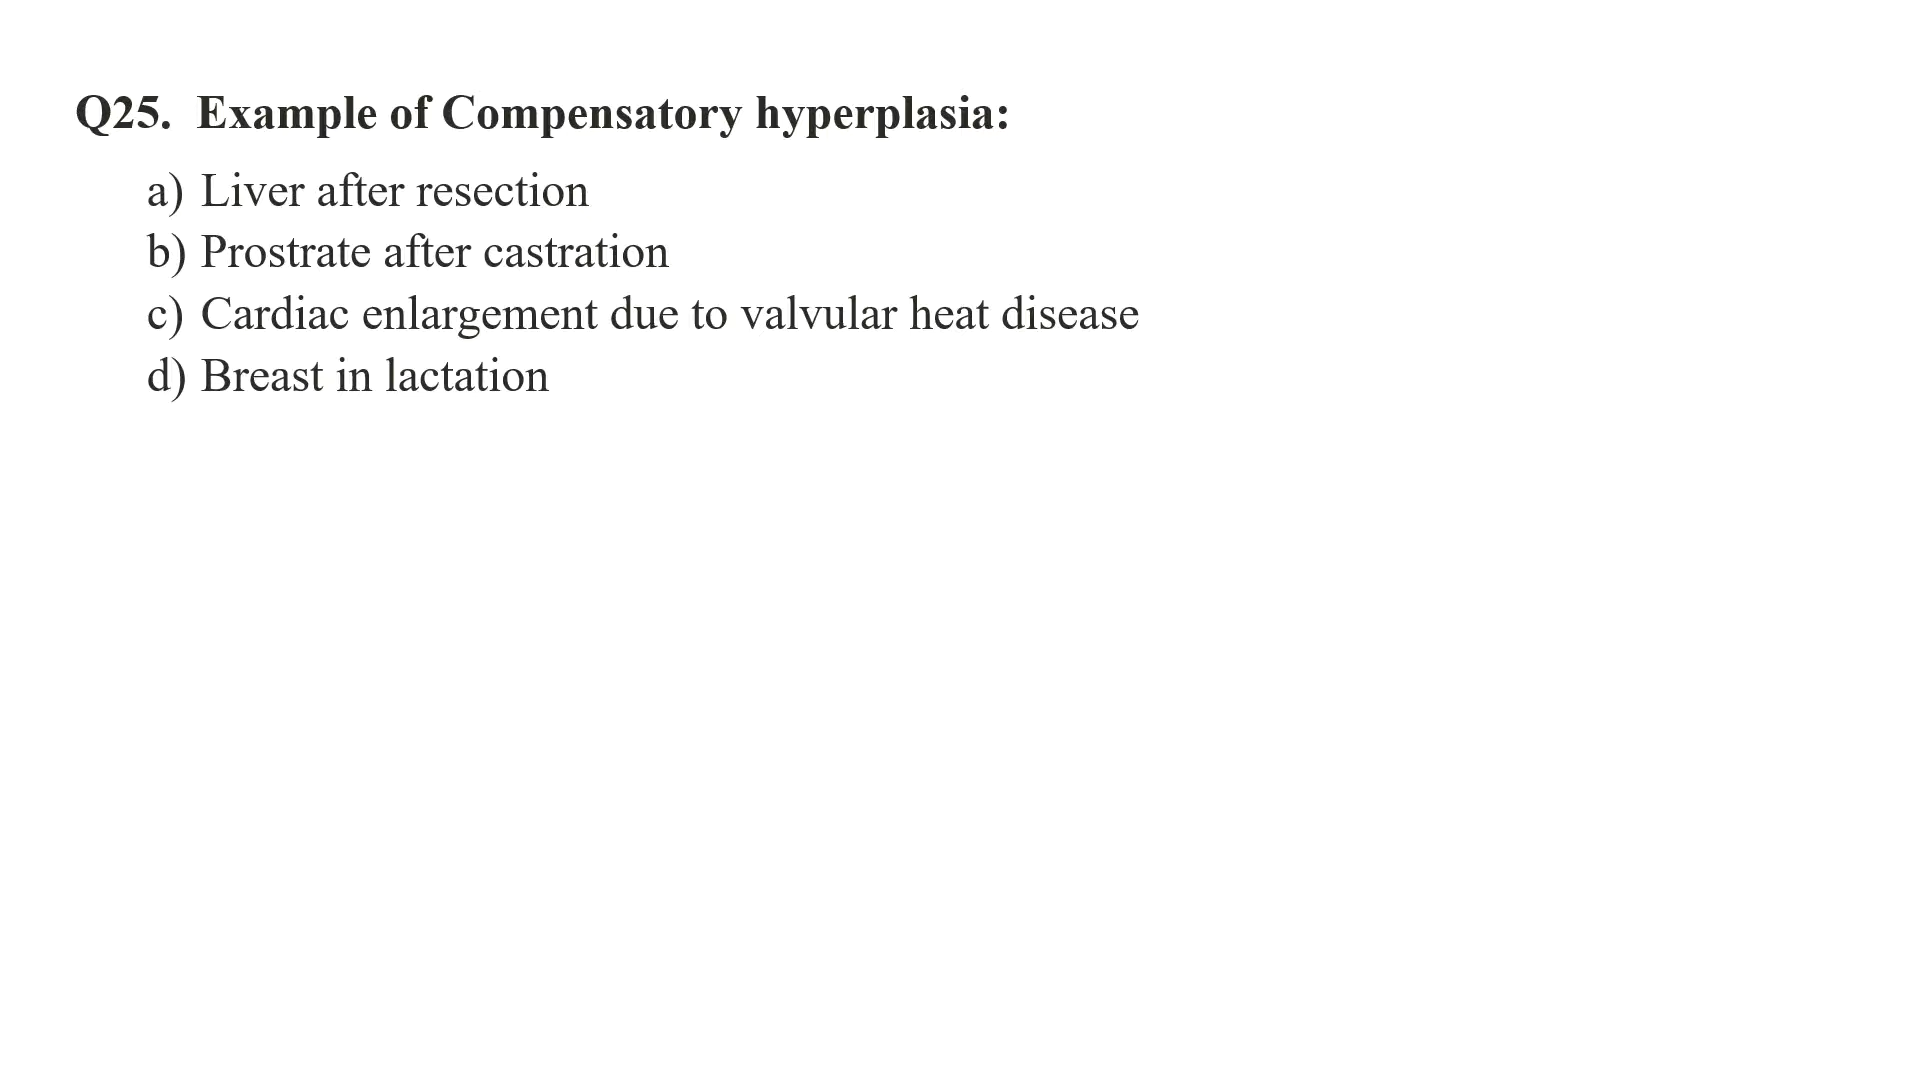 Q25. Example of Compensatory hyperplasia:
a) Liver after resection
b) Prostrate after castration
c) Cardiac enlargement due to valvular heat disease
d) Breast in lactation